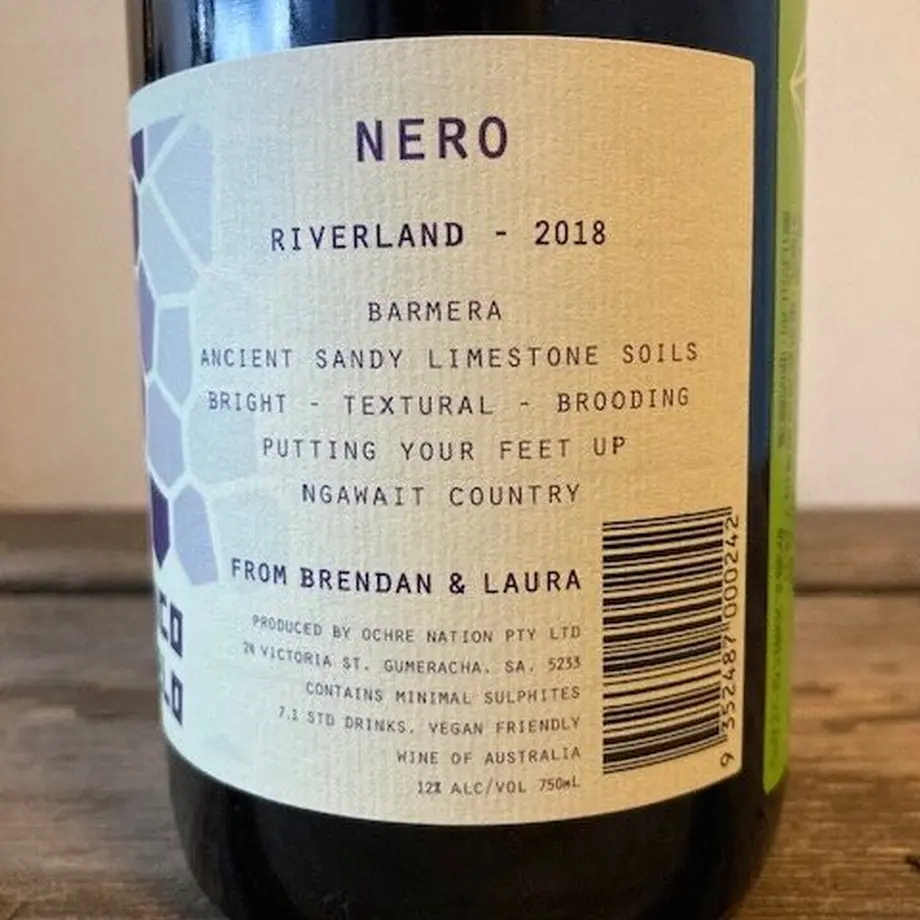 NERO
RIVERLAND - 2018
BARMERA
ANCIENT SANDY LIMESTONE SOILS
BRIGHT - TEXTURAL - BROODING
PUTTING YOUR FEET UP
NGAWAIT COUNTRY
FROM BRENDAN & LAURA
PRODUCED BY OCHRE NATION PTY LTD
VICTORIA ST. GUMERACHA. SA. 5233
CONTAINS MINIMAL SULPHITES
7.1 STD DRINKS. VEGAN FRIENDLY
WINE OF AUSTRALIA
12% ALC/VOL 750mL
9 352487 000242